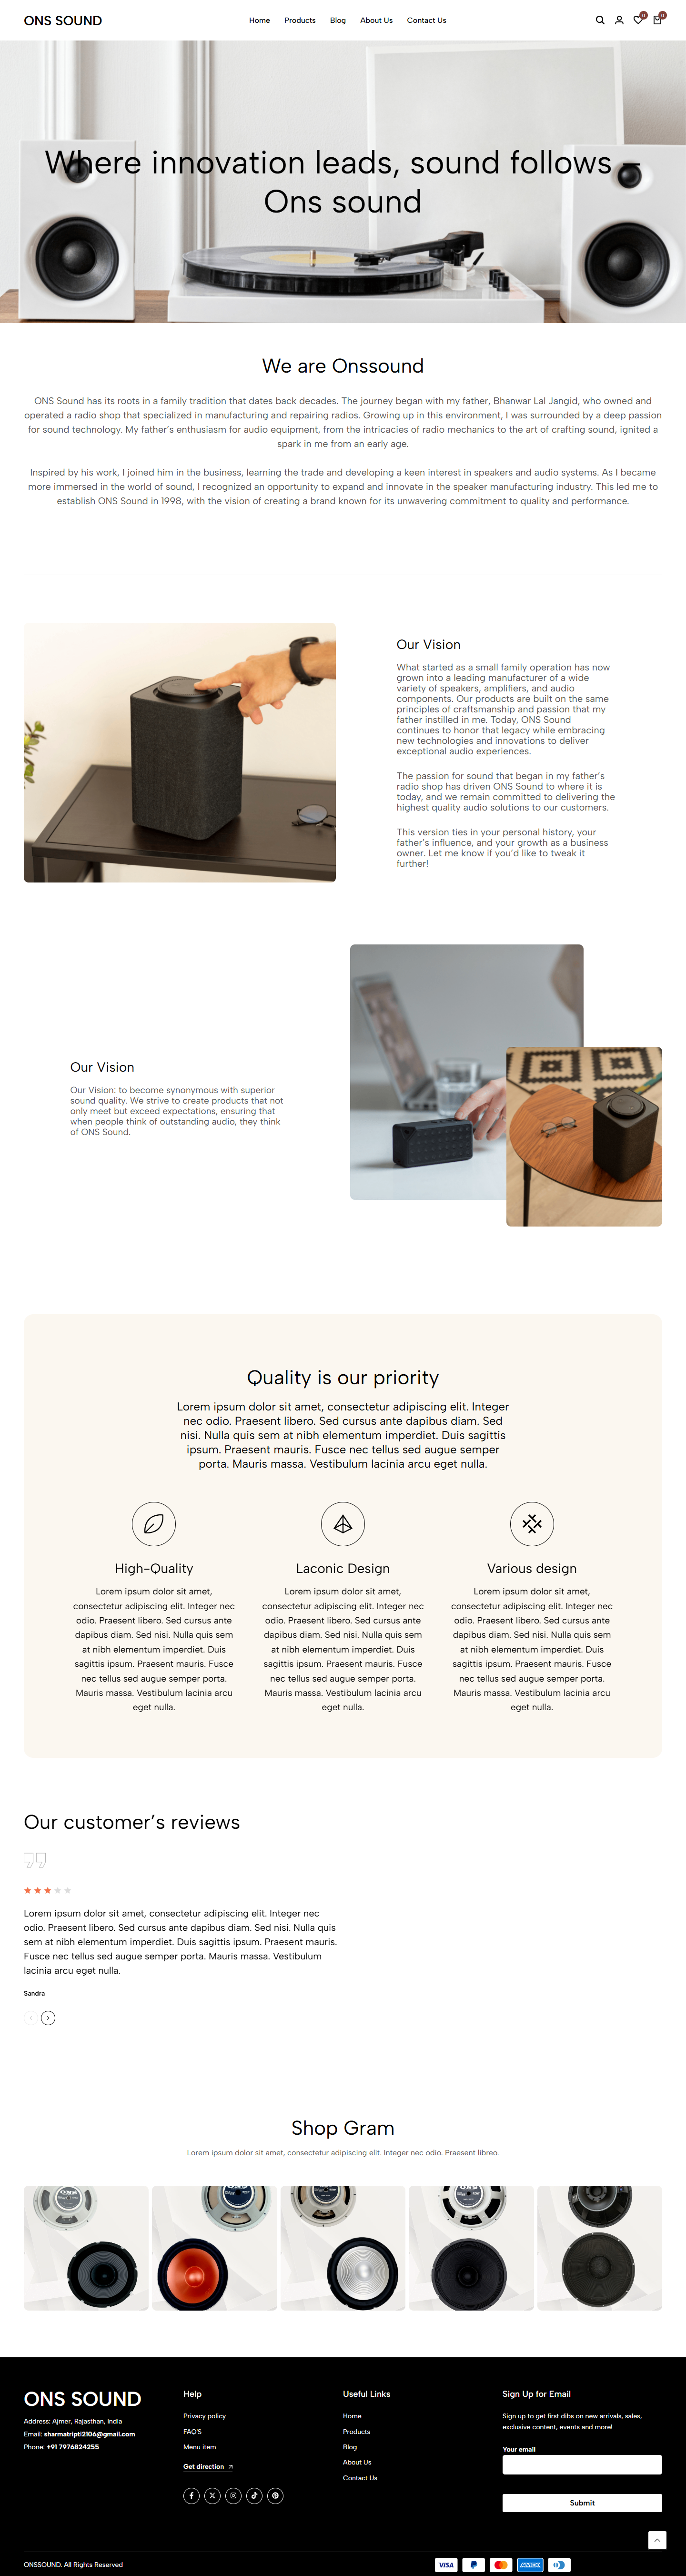 ONS SOUND
Home Products Blog About Us Contact Us
0 0
Where innovation leads, sound follows –
Ons sound
We are Onssound
ONS Sound has its roots in a family tradition that dates back decades. The journey began with my father, Bhanwar Lal Jangid, who owned and
operated a radio shop that specialized in manufacturing and repairing radios. Growing up in this environment, I was surrounded by a deep passion
for sound technology. My father's enthusiasm for audio equipment, from the intricacies of radio mechanics to the art of crafting sound, ignited a
spark in me from an early age.
Inspired by his work, I joined him in the business, learning the trade and developing a keen interest in speakers and audio systems. As I became
more immersed in the world of sound, I recognized an opportunity to expand and innovate in the speaker manufacturing industry. This led me to
establish ONS Sound in 1998, with the vision of creating a brand known for its unwavering commitment to quality and performance.
Our Vision
What started as a small family operation has now
grown into a leading manufacturer of a wide
variety of speakers, amplifiers, and audio
components. Our products are built on the same
principles of craftsmanship and passion that my
father instilled in me. Today, ONS Sound
continues to honor that legacy while embracing
new technologies and innovations to deliver
exceptional audio experiences.
The passion for sound that began in my father's
radio shop has driven ONS Sound to where it is
today, and we remain committed to delivering the
highest quality audio solutions to our customers.
This version ties in your personal history, your
father's influence, and your growth as a business
owner. Let me know if you'd like to tweak it
further!
Our Vision
Our Vision: to become synonymous with superior
sound quality. We strive to create products that not
only meet but exceed expectations, ensuring that
when people think of outstanding audio, they think
of ONS Sound.
Quality is our priority
Lorem ipsum dolor sit amet, consectetur adipiscing elit. Integer
nec odio. Praesent libero. Sed cursus ante dapibus diam. Sed
nisi. Nulla quis sem at nibh elementum imperdiet. Duis sagittis
ipsum. Praesent mauris. Fusce nec tellus sed augue semper
porta. Mauris massa. Vestibulum lacinia arcu eget nulla.
High-Quality
Lorem ipsum dolor sit amet,
consectetur adipiscing elit. Integer nec
odio. Praesent libero. Sed cursus ante
dapibus diam. Sed nisi. Nulla quis sem
at nibh elementum imperdiet. Duis
sagittis ipsum. Praesent mauris. Fusce
nec tellus sed augue semper porta.
Mauris massa. Vestibulum lacinia arcu
eget nulla.
Laconic Design
Lorem ipsum dolor sit amet,
consectetur adipiscing elit. Integer nec
odio. Praesent libero. Sed cursus ante
dapibus diam. Sed nisi. Nulla quis sem
at nibh elementum imperdiet. Duis
sagittis ipsum. Praesent mauris. Fusce
nec tellus sed augue semper porta.
Mauris massa. Vestibulum lacinia arcu
eget nulla.
Various design
Lorem ipsum dolor sit amet,
consectetur adipiscing elit. Integer nec
odio. Praesent libero. Sed cursus ante
dapibus diam. Sed nisi. Nulla quis sem
at nibh elementum imperdiet. Duis
sagittis ipsum. Praesent mauris. Fusce
nec tellus sed augue semper porta.
Mauris massa. Vestibulum lacinia arcu
eget nulla.
Our customer's reviews
Lorem ipsum dolor sit amet, consectetur adipiscing elit. Integer nec
odio. Praesent libero. Sed cursus ante dapibus diam. Sed nisi. Nulla quis
sem at nibh elementum imperdiet. Duis sagittis ipsum. Praesent mauris.
Fusce nec tellus sed augue semper porta. Mauris massa. Vestibulum
lacinia arcu eget nulla.
Sandra
Shop Gram
Lorem ipsum dolor sit amet, consectetur adipiscing elit. Integer nec odio. Praesent libreo.
ONS SOUND
Address: Ajmer, Rajasthan, India
Email: sharmatripti2106@gmail.com
Phone: +91 7976824255
Help
Privacy policy
FAQ'S
Menu item
Get direction
Useful Links
Home
Products
Blog
About Us
Contact Us
Sign Up for Email
Sign up to get first dibs on new arrivals, sales,
exclusive content, events and more!
Your email
Submit
ONSSOUND. All Rights Reserved
VISA